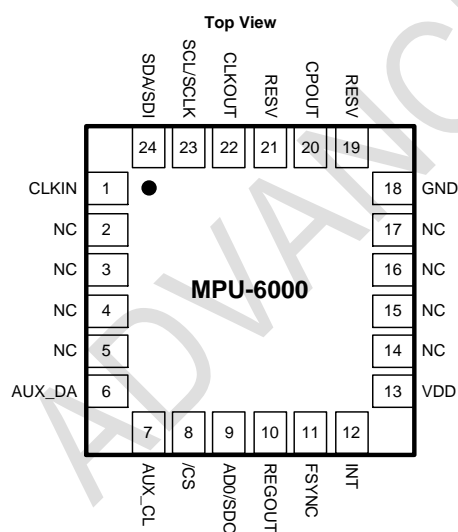 Top View
SDA/SDI
SCL/SCLK
CLKOUT
RESV
CPOUT
RESV
24 23 22 21 20 19
CLKIN 1 18 GND
NC 2 17 NC
NC 3 16 NC
MPU-6000
NC 4 15 NC
NC 5 14 NC
AUX_DA 6 13 VDD
7 8 9 10 11 12
AUX_CL
/CS
AD0/SDO
REGOUT
FSYNC
INT
ADVANC